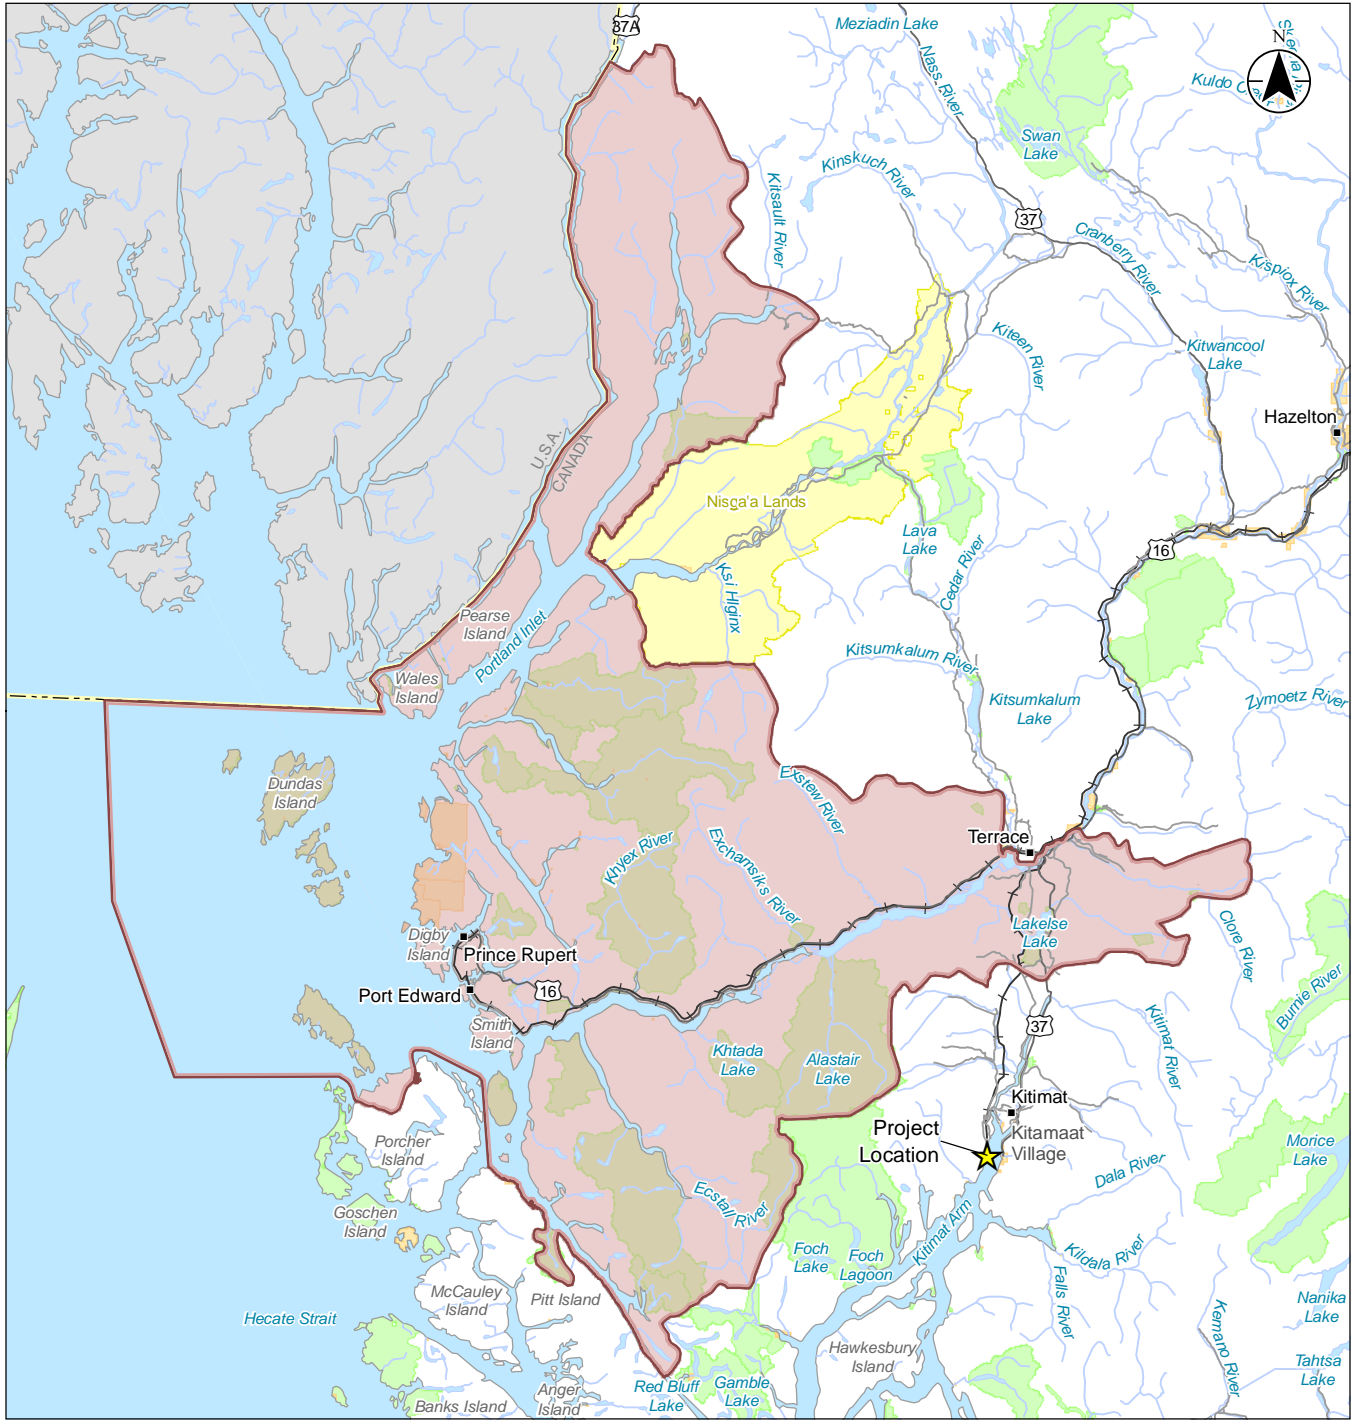 37A
Meziadin Lake
Nass River
Skeena
N
Kuldo C
Swan
Lake
Kinskuch River
Kitsault River
37
Cranberry River
Kispiox River
Kiteen River
Kitwancool
Lake
Hazelton
U.S.A.
CANADA
Nisga'a Lands
Lava
Lake
Cedar River
16
Ksi Hlginx
Pearse
Island
Portland Inlet
Kitsumkalum River
Wales
Island
Kitsumkalum
Lake
Zymoetz River
Dundas
Island
Exstew River
Terrace
Khyex River
Exchamsiks River
Lakelse
Lake
Clore River
Digby
Island
Prince Rupert
Port Edward
16
Smith
Island
37
Burnie River
Kitimat River
Khtada
Lake
Alastair
Lake
Kitimat
Project
Location
Kitamaat
Village
Porcher
Island
Morice
Lake
Dala River
Ecstall River
Goschen
Island
Kitimat Arm
Foch
Lake
Foch
Lagoon
Kildala River
Falls River
McCauley
Island
Pitt Island
Hecate Strait
Nanika
Lake
Kemano River
Hawkesbury
Island
Tahtsa
Lake
Anger
Island
Red Bluff
Lake
Gamble
Lake
Banks Island